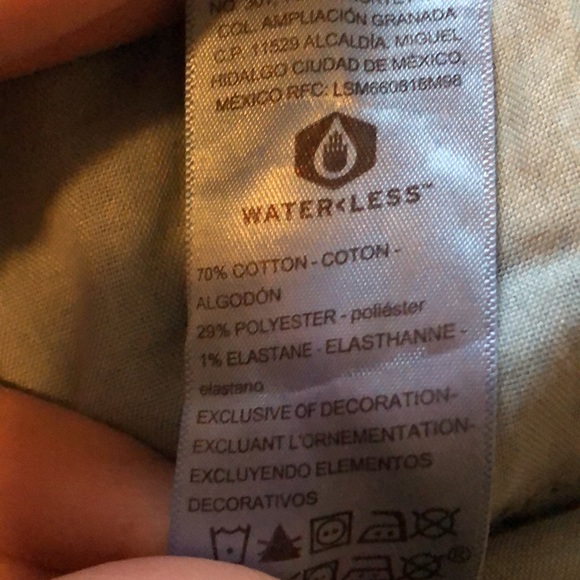 COL. AMPLIACIÓN GRANADA
C.P. 11529 ALCALDÍA. MIGUEL
HIDALGO CIUDAD DE MÉXICO,
MÉXICO RFC: LSM660815M98
WATER<LESS™
70% COTTON - COTON -
ALGODÓN
29% POLYESTER - poliéster
1% ELASTANE - ELASTHANNE -
elastano
EXCLUSIVE OF DECORATION-
EXCLUANT L'ORNEMENTATION-
EXCLUYENDO ELEMENTOS
DECORATIVOS
®